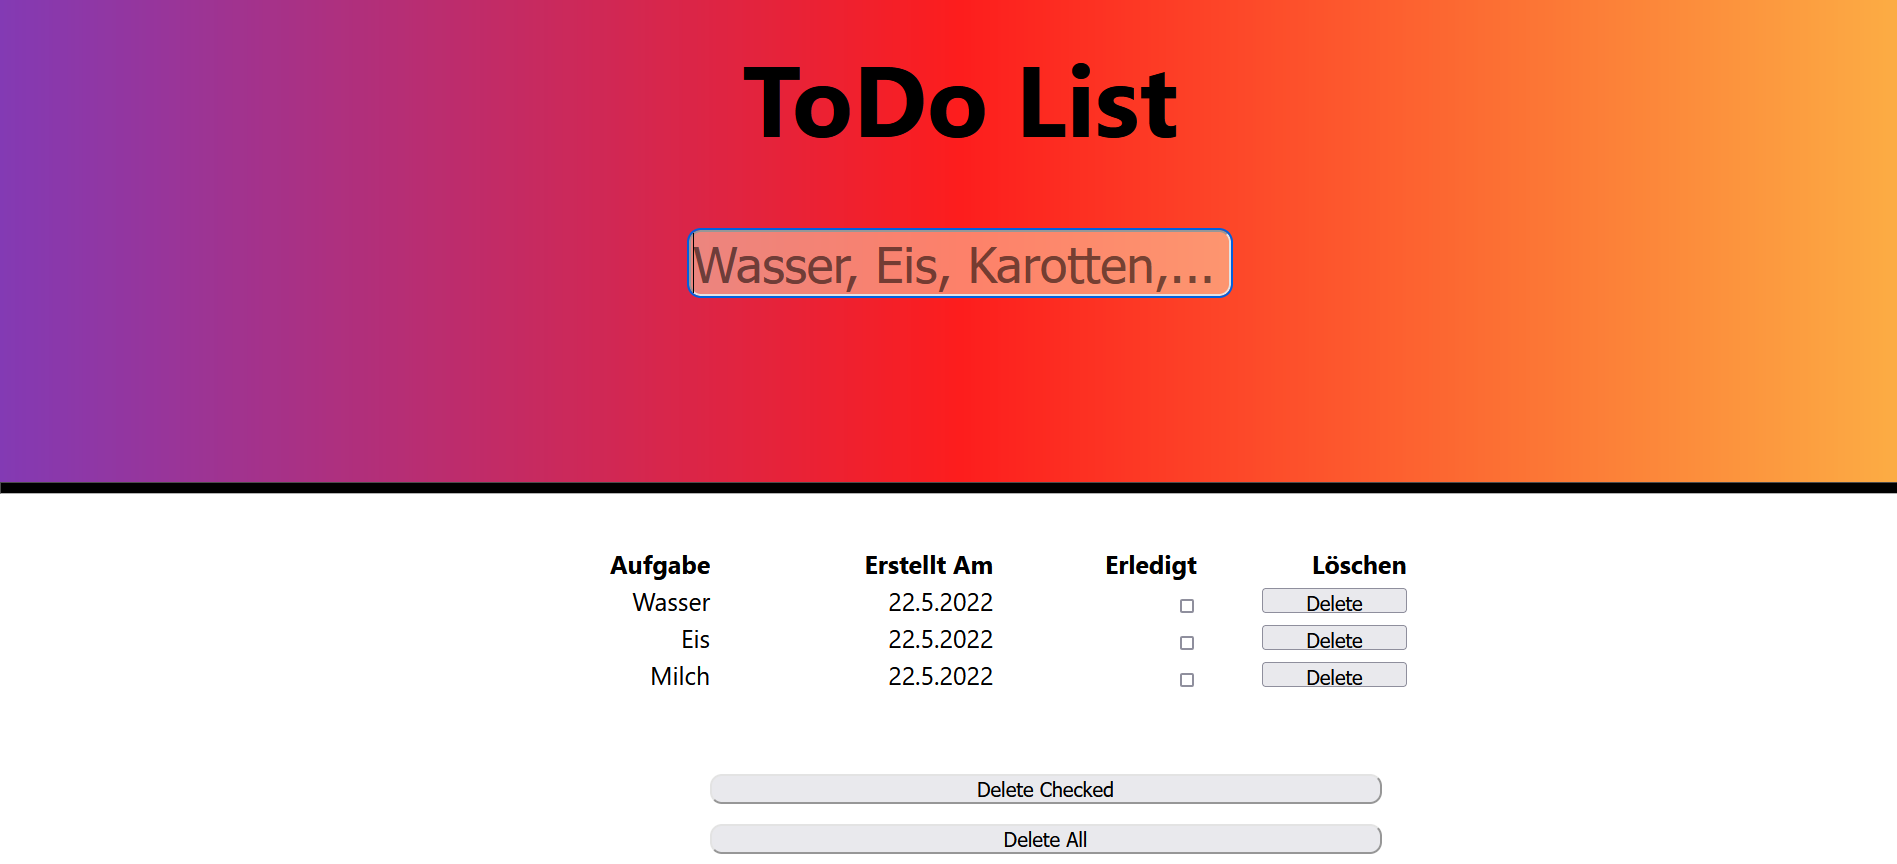 ToDo List
Wasser, Eis, Karotten,...
Aufgabe Erstellt Am Erledigt Löschen
Wasser 22.5.2022 Delete
Eis 22.5.2022 Delete
Milch 22.5.2022 Delete
Delete Checked
Delete All